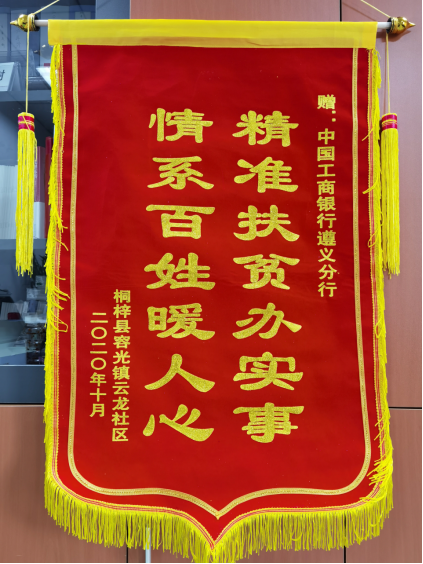 赠：中国工商银行遵义分行
精准扶贫办实事
情系百姓暖人心
桐梓县容光镇云龙社区
二〇二〇年十月